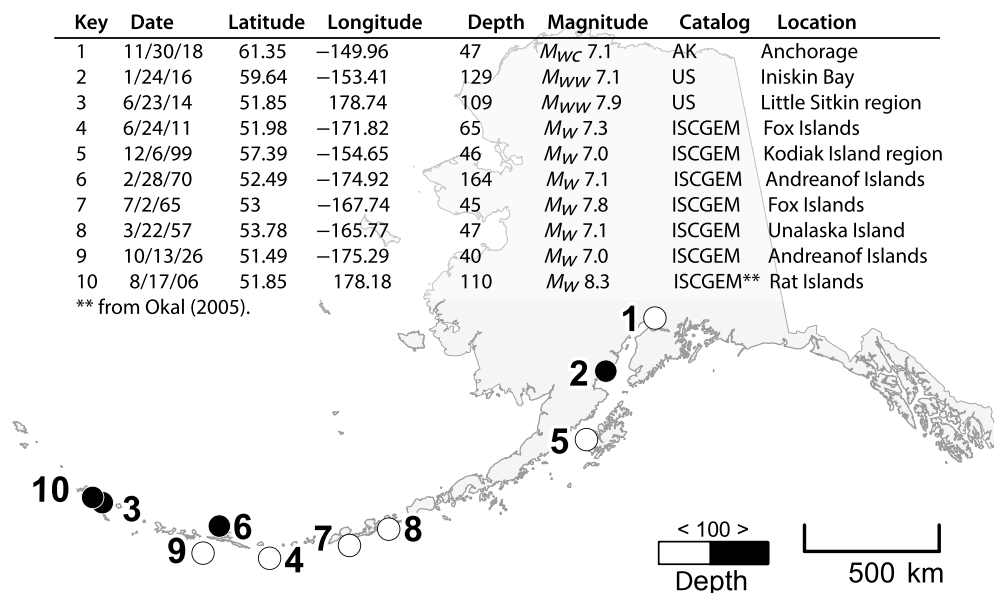 Key Date Latitude Longitude Depth Magnitude Catalog Location
1 11/30/18 61.35 −149.96 47 Mwc 7.1 AK Anchorage
2 1/24/16 59.64 −153.41 129 Mww 7.1 US Iniskin Bay
3 6/23/14 51.85 178.74 109 Mww 7.9 US Little Sitkin region
4 6/24/11 51.98 −171.82 65 Mw 7.3 ISCGEM Fox Islands
5 12/6/99 57.39 −154.65 46 Mw 7.0 ISCGEM Kodiak Island region
6 2/28/70 52.49 −174.92 164 Mw 7.1 ISCGEM Andreanof Islands
7 7/2/65 53 −167.74 45 Mw 7.8 ISCGEM Fox Islands
8 3/22/57 53.78 −165.77 47 Mw 7.1 ISCGEM Unalaska Island
9 10/13/26 51.49 −175.29 40 Mw 7.0 ISCGEM Andreanof Islands
10 8/17/06 51.85 178.18 110 Mw 8.3 ISCGEM** Rat Islands
** from Okal (2005).
1
2
5
10
3
6
8
7
9
4
< 100 >
Depth
500 km